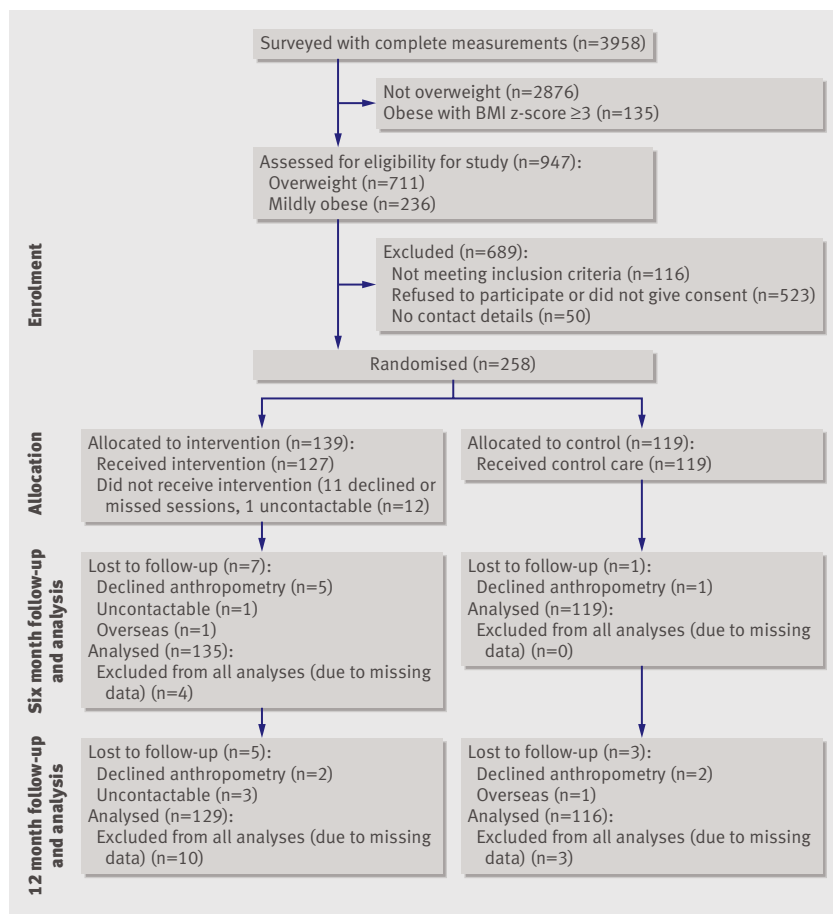 Surveyed with complete measurements (n=3958)
Not overweight (n=2876)
Obese with BMI z-score ≥3 (n=135)
Assessed for eligibility for study (n=947):
Overweight (n=711)
Mildly obese (n=236)
Enrolment
Excluded (n=689):
Not meeting inclusion criteria (n=116)
Refused to participate or did not give consent (n=523)
No contact details (n=50)
Randomised (n=258)
Allocation
Allocated to intervention (n=139):
Received intervention (n=127)
Did not receive intervention (11 declined or
missed sessions, 1 uncontactable (n=12)
Allocated to control (n=119):
Received control care (n=119)
Six month follow-up
and analysis
Lost to follow-up (n=7):
Declined anthropometry (n=5)
Uncontactable (n=1)
Overseas (n=1)
Analysed (n=135):
Excluded from all analyses (due to missing
data) (n=4)
Lost to follow-up (n=1):
Declined anthropometry (n=1)
Analysed (n=119):
Excluded from all analyses (due to missing
data) (n=0)
12 month follow-up
and analysis
Lost to follow-up (n=5):
Declined anthropometry (n=2)
Uncontactable (n=3)
Analysed (n=129):
Excluded from all analyses (due to missing
data) (n=10)
Lost to follow-up (n=3):
Declined anthropometry (n=2)
Overseas (n=1)
Analysed (n=116):
Excluded from all analyses (due to missing
data) (n=3)